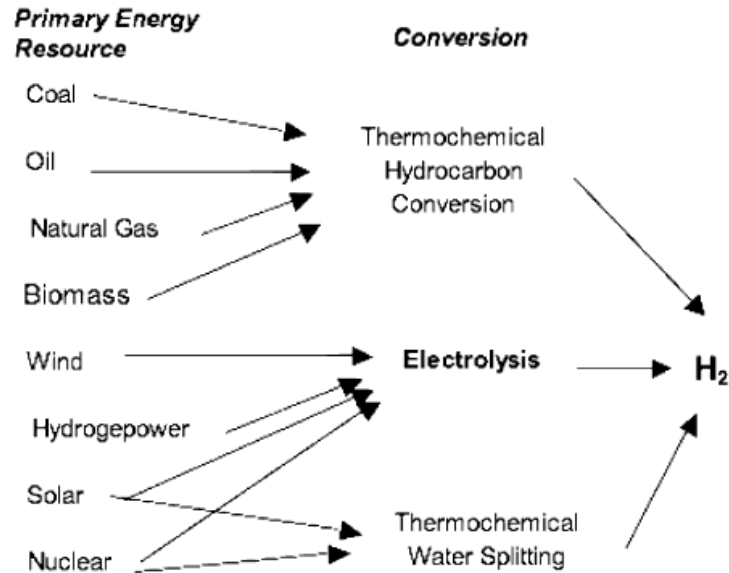 Primary Energy
Resource
Conversion
Coal
Oil
Natural Gas
Biomass
Wind
Hydrogepower
Solar
Nuclear
Thermochemical
Hydrocarbon
Conversion
Electrolysis
Thermochemical
Water Splitting
H₂